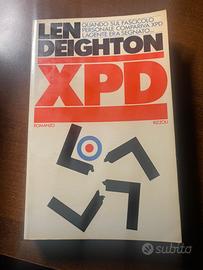 LEN
DEIGHTON
QUANDO SUL FASCICOLO
PERSONALE COMPARIVA XPD
L'AGENTE ERA SEGNATO...
XPD
ROMANZO
RIZZOLI
subito